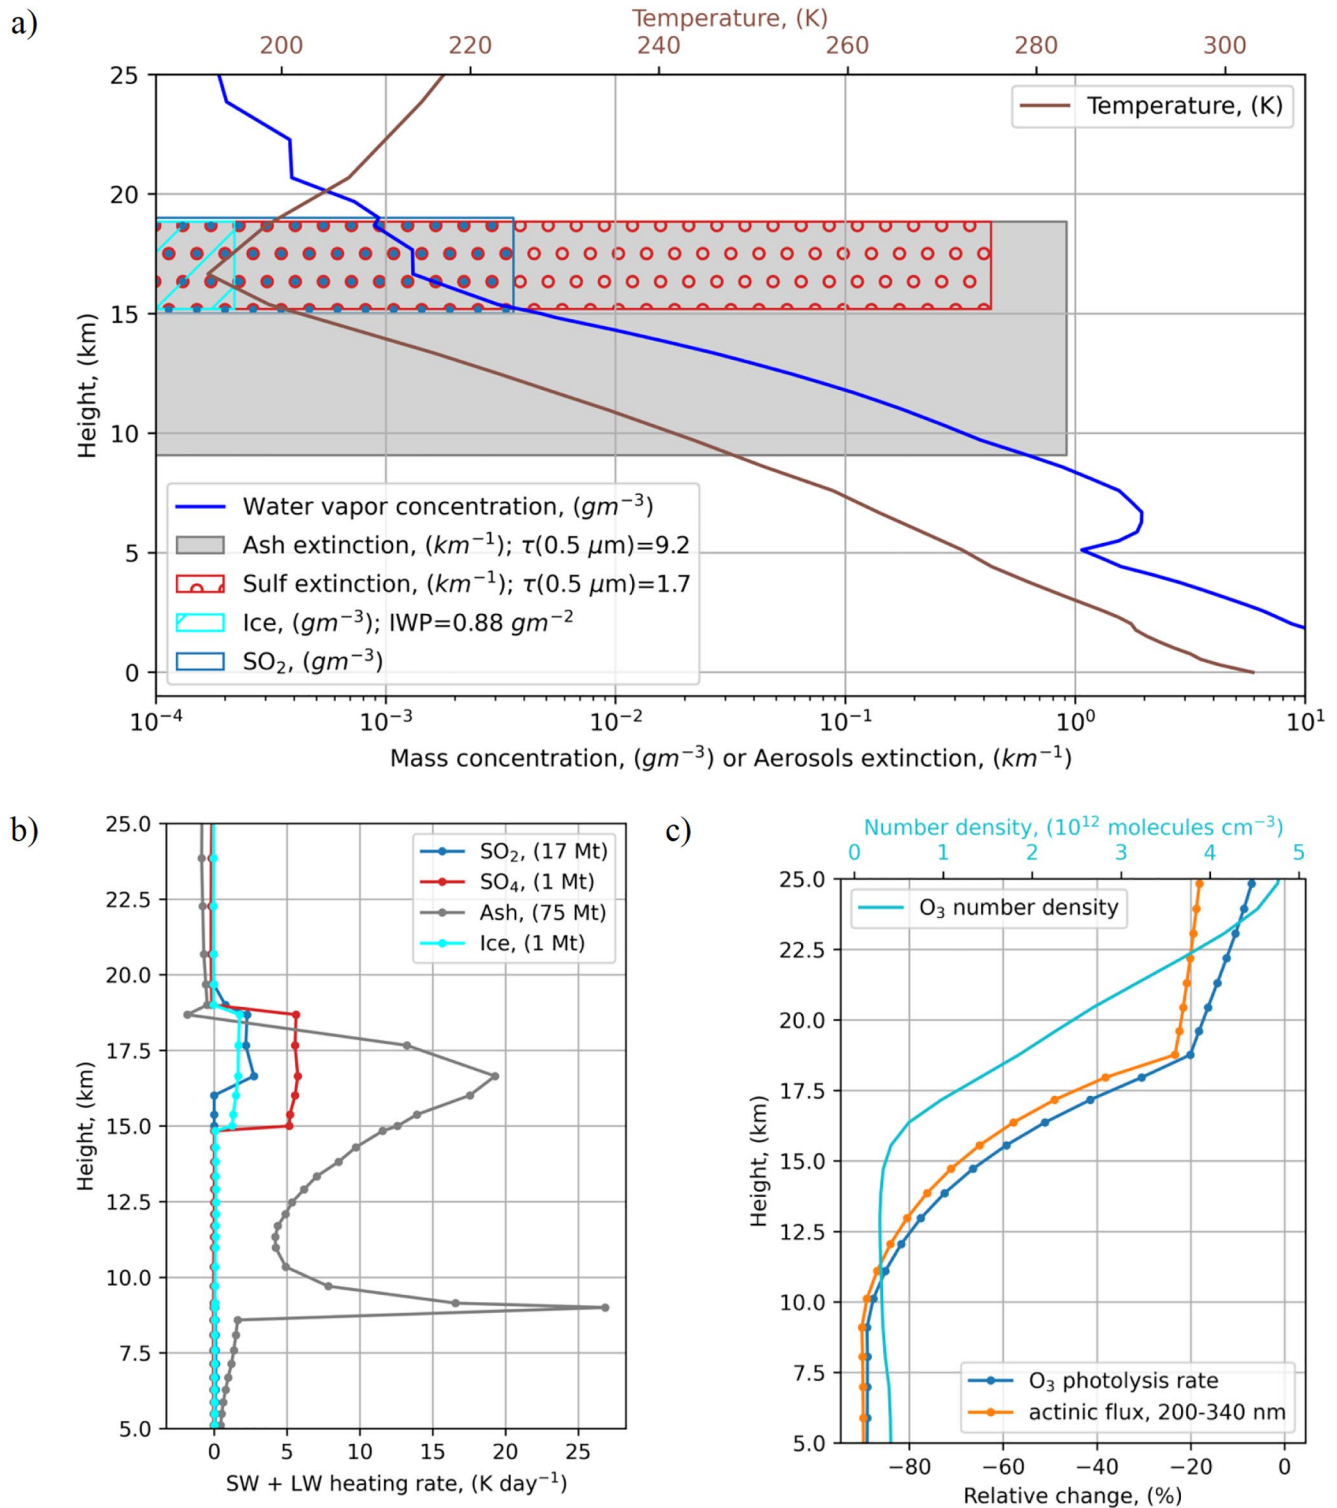 a)
Temperature, (K)
200 220 240 260 280 300
25
20
15
10
5
0
Height, (km)
Temperature, (K)
Water vapor concentration, (gm⁻³)
Ash extinction, (km⁻¹); τ(0.5 μm)=9.2
Sulf extinction, (km⁻¹); τ(0.5 μm)=1.7
Ice, (gm⁻³); IWP=0.88 gm⁻²
SO₂, (gm⁻³)
10⁻⁴ 10⁻³ 10⁻² 10⁻¹ 10⁰ 10¹
Mass concentration, (gm⁻³) or Aerosols extinction, (km⁻¹)
b)
25.0
22.5
20.0
17.5
15.0
12.5
10.0
7.5
5.0
Height, (km)
SO₂, (17 Mt)
SO₄, (1 Mt)
Ash, (75 Mt)
Ice, (1 Mt)
0 5 10 15 20 25
SW + LW heating rate, (K day⁻¹)
c)
Number density, (10¹² molecules cm⁻³)
0 1 2 3 4 5
25.0
22.5
20.0
17.5
15.0
12.5
10.0
7.5
5.0
Height, (km)
O₃ number density
O₃ photolysis rate
actinic flux, 200-340 nm
−80 −60 −40 −20 0
Relative change, (%)